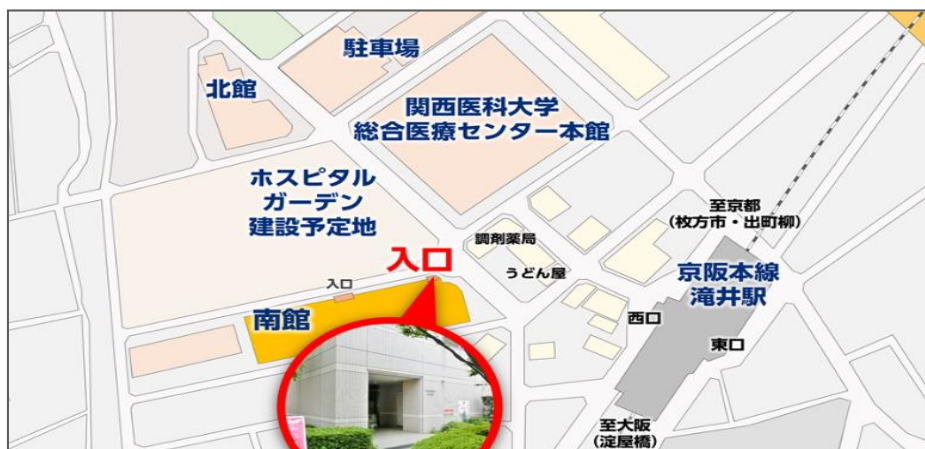 駐車場
北館
関西医科大学
総合医療センター本館
ホスピタル
ガーデン
建設予定地
至京都
(枚方市・出町柳)
調剤薬局
入口
うどん屋
京阪本線
滝井駅
入口
南館
西口
東口
至大阪
(淀屋橋)